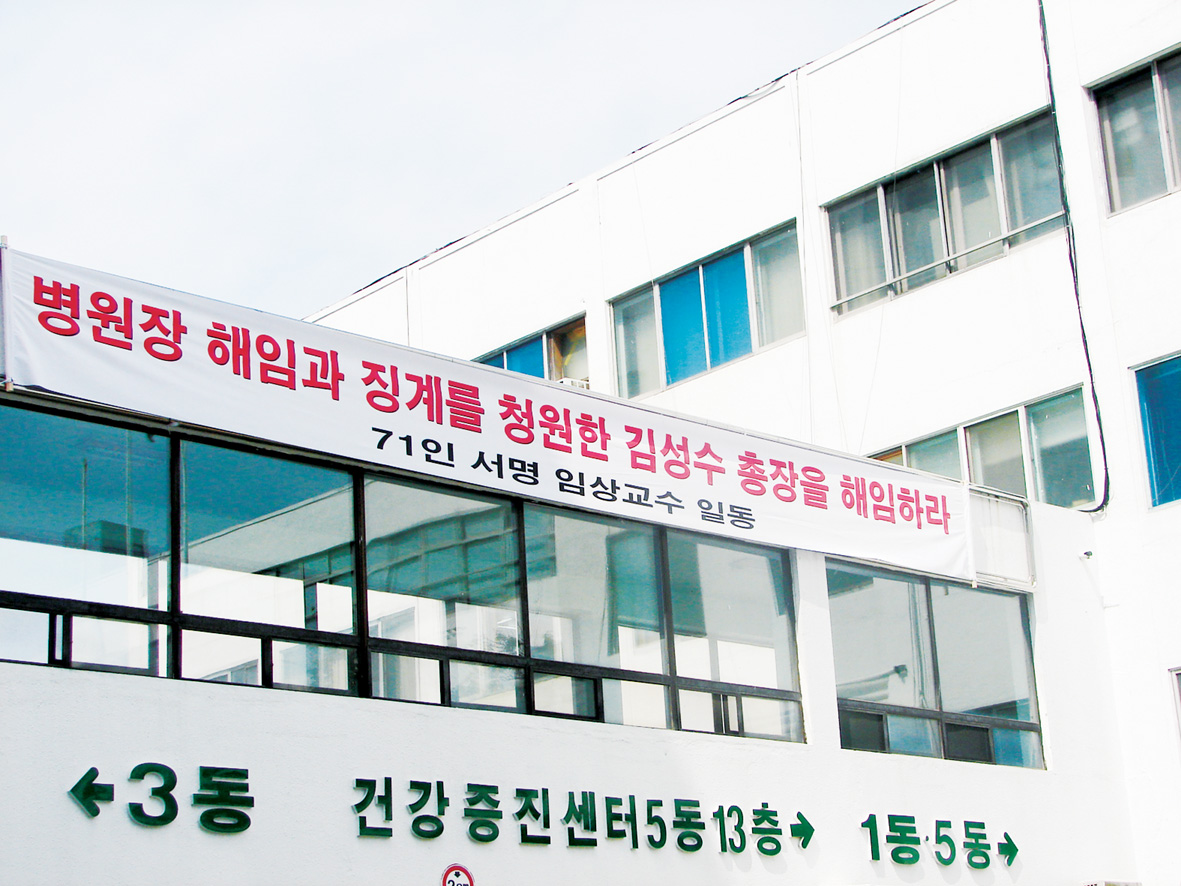 병원장 해임과 징계를 청원한 김성수 총장을 해임하라
71인 서명 임상교수 일동
←3동 건강증진센터5동13층→ 1동·5동→